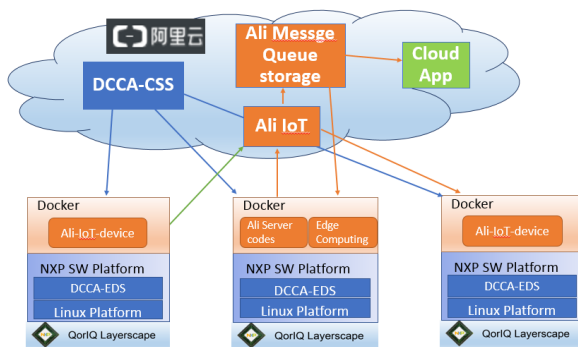 阿里云
Ali Messge
Queue
storage
Cloud
App
DCCA-CSS
Ali IoT
Docker
Ali-IoT-device
NXP SW Platform
DCCA-EDS
Linux Platform
QorIQ Layerscape
Docker
Ali Server
codes
Edge
Computing
NXP SW Platform
DCCA-EDS
Linux Platform
QorIQ Layerscape
Docker
Ali-IoT-device
NXP SW Platform
DCCA-EDS
Linux Platform
QorIQ Layerscape